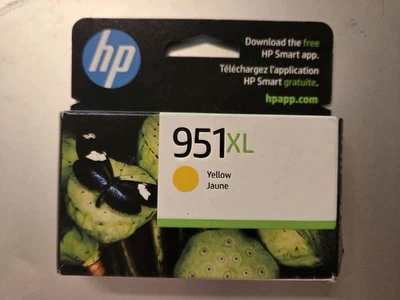 hp
Download the free
HP Smart app.
Téléchargez l'application
HP Smart gratuite.
hpapp.com
951XL
Yellow
Jaune